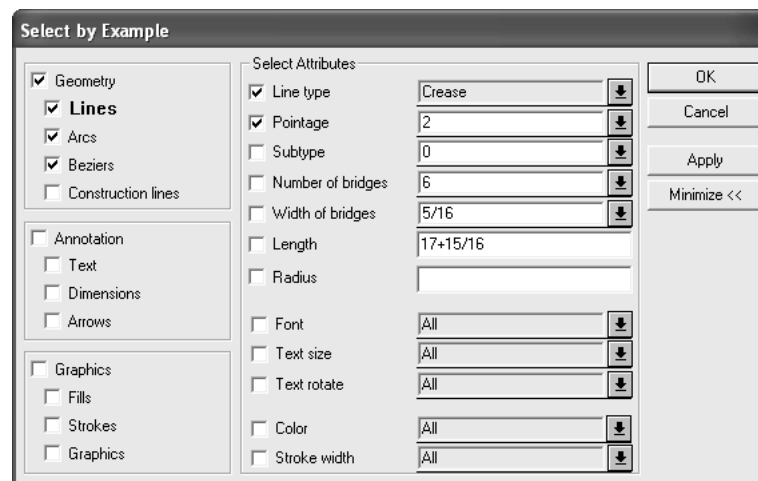 Select by Example
Geometry
Lines
Arcs
Beziers
Construction lines
Annotation
Text
Dimensions
Arrows
Graphics
Fills
Strokes
Graphics
Select Attributes
Line type Crease
Pointage 2
Subtype 0
Number of bridges 6
Width of bridges 5/16
Length 17+15/16
Radius
Font All
Text size All
Text rotate All
Color All
Stroke width All
OK
Cancel
Apply
Minimize <<